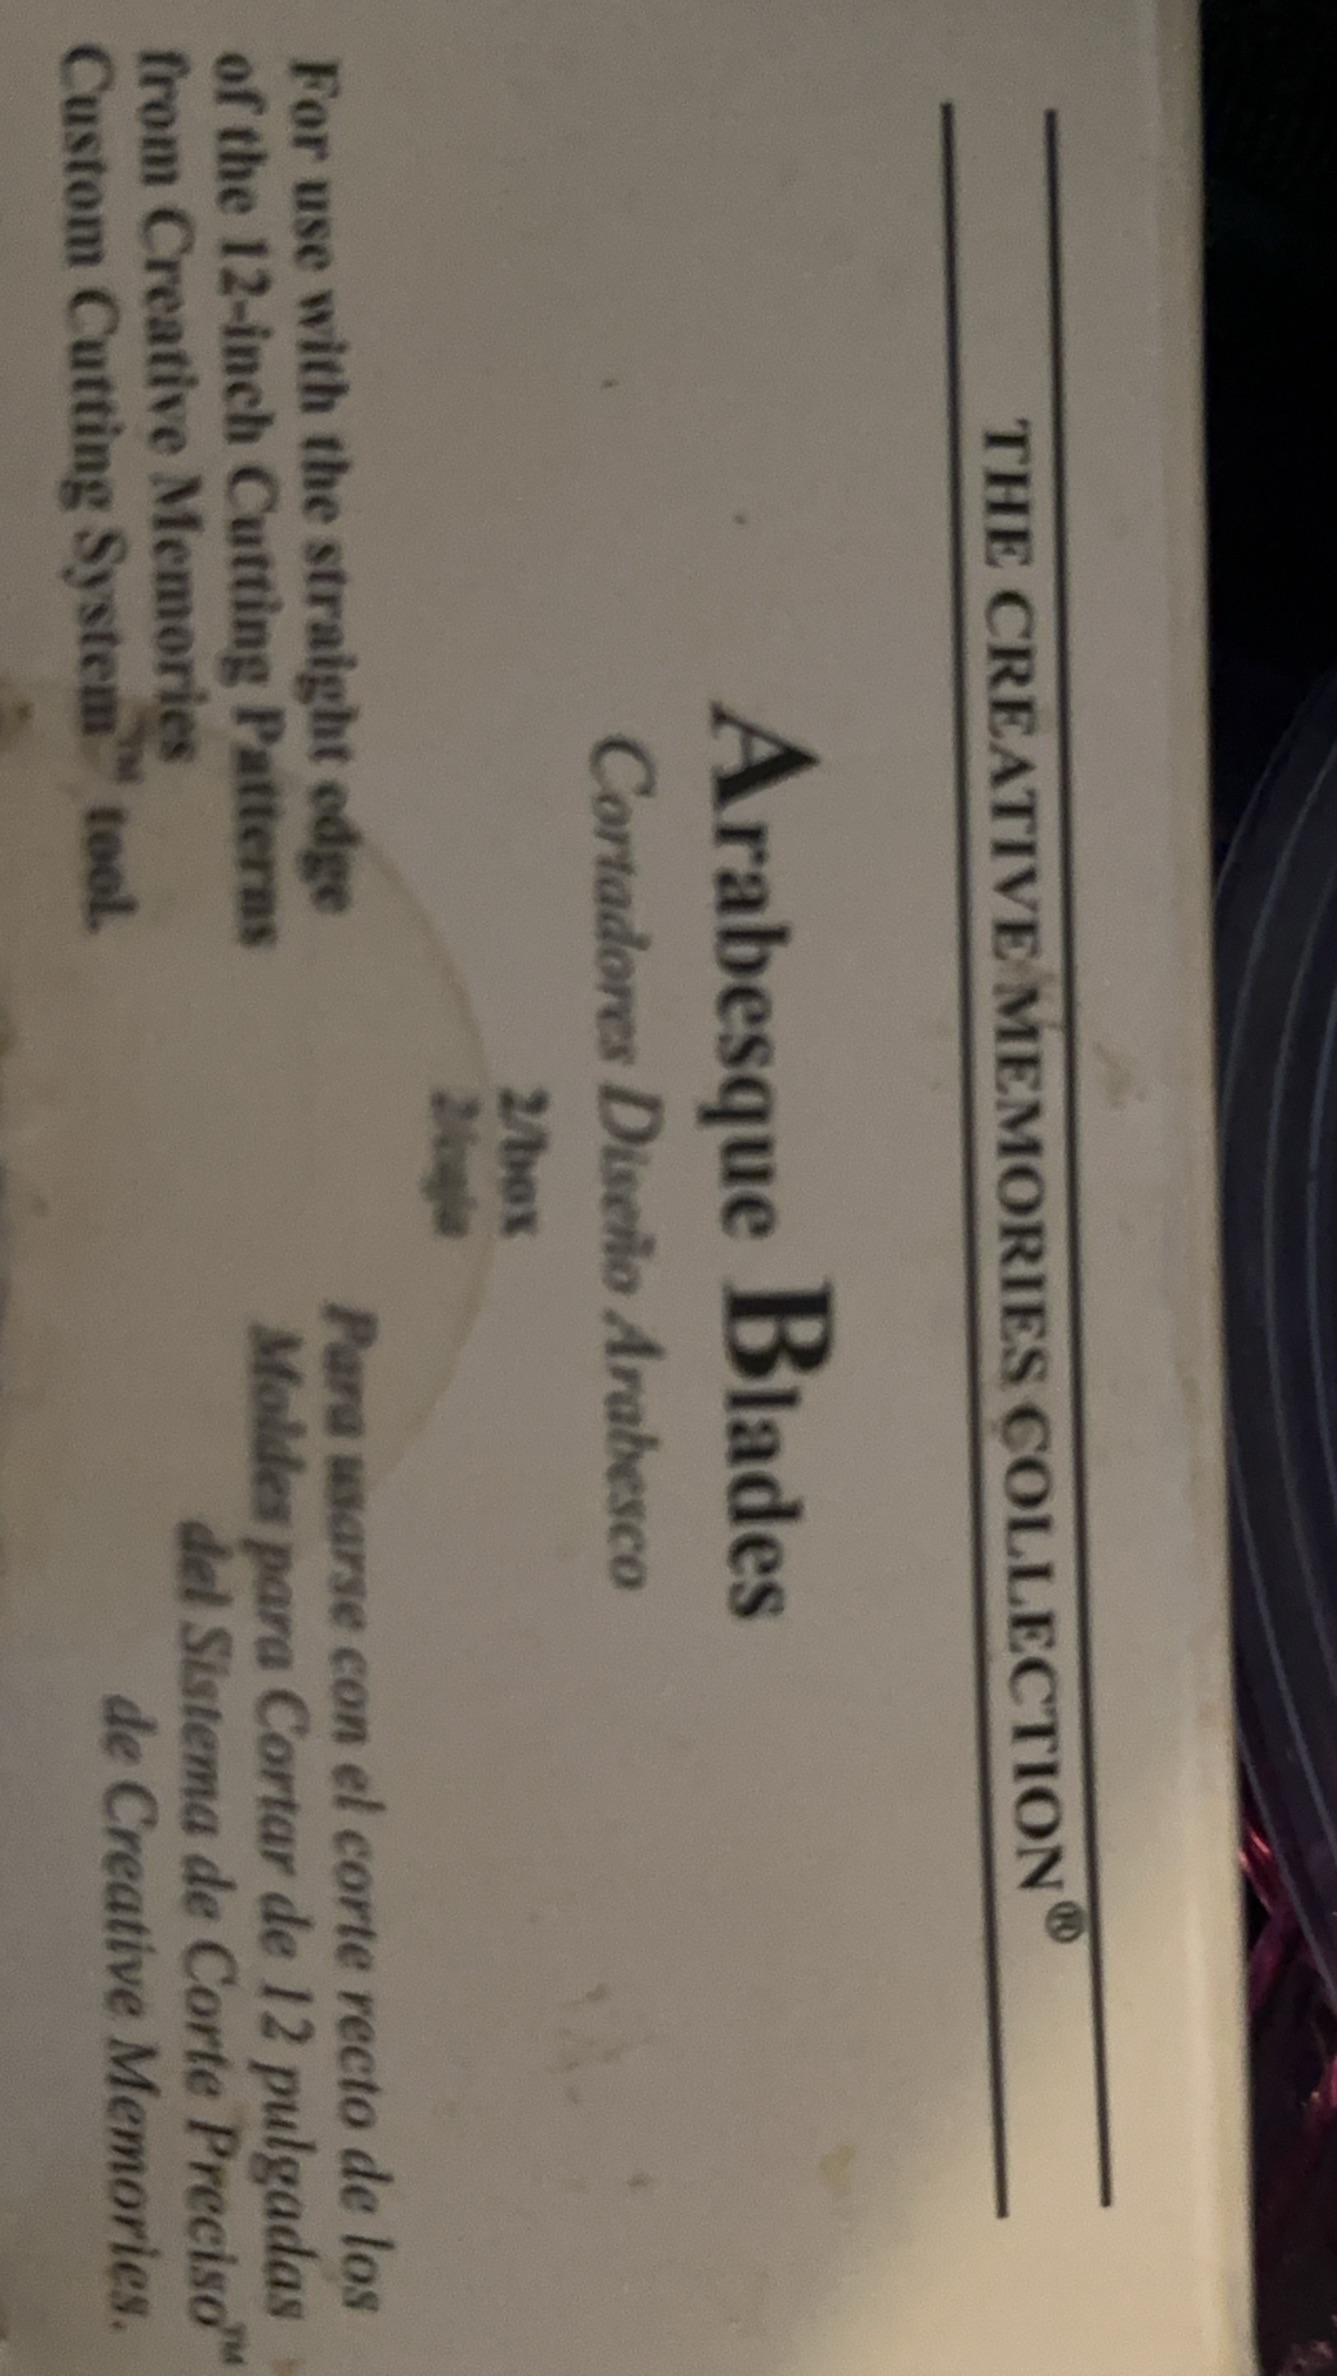 THE CREATIVE MEMORIES COLLECTION®
Arabesque Blades
Cortadores Diseño Arabesco
2/box
2/caja
For use with the straight edge
of the 12-inch Cutting Patterns
from Creative Memories
Custom Cutting System™ tool.
Para usarse con el corte recto de los
Moldes para Cortar de 12 pulgadas
del Sistema de Corte Preciso™
de Creative Memories.